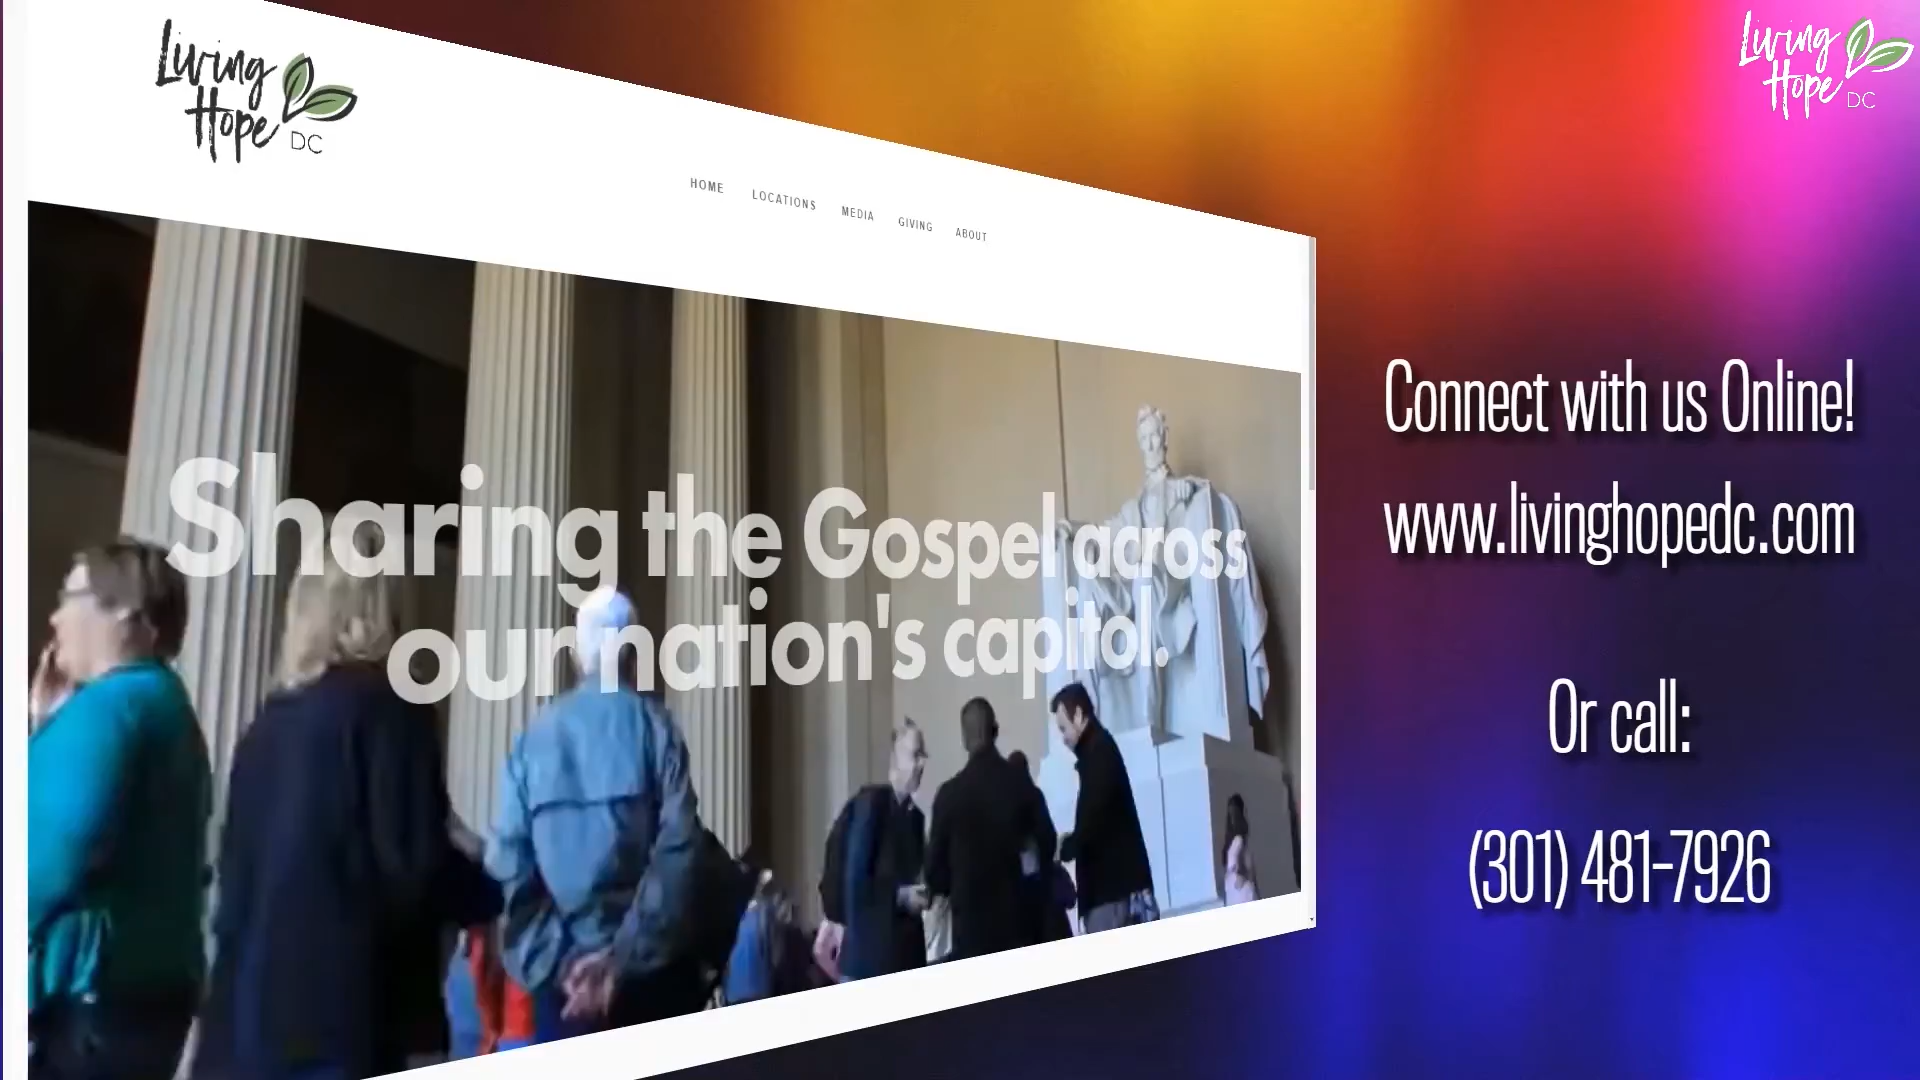 Living
Hope
DC
HOME LOCATIONS MEDIA GIVING ABOUT
Sharing the Gospel across
our nation's capitol.
Living
Hope
DC
Connect with us Online!
www.livinghopedc.com
Or call:
(301) 481-7926